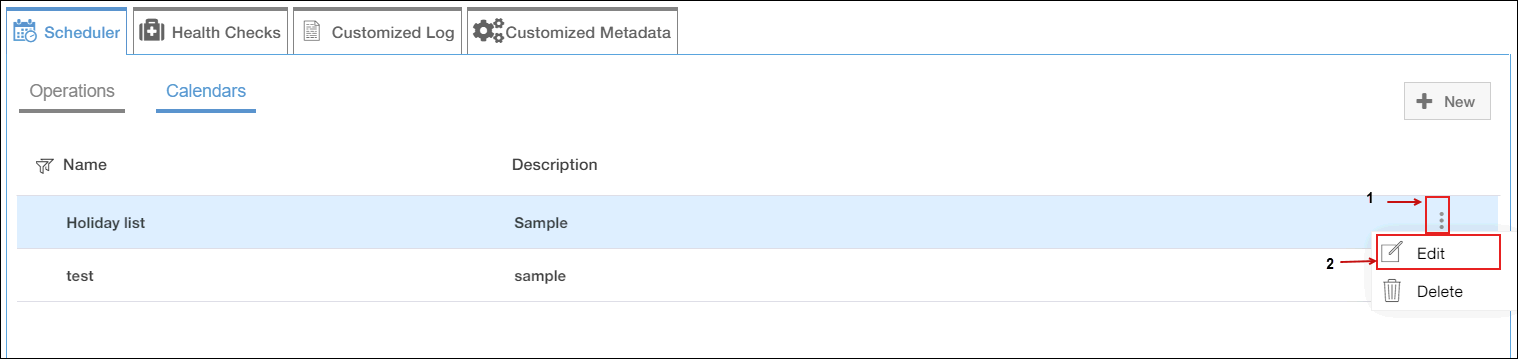 Scheduler Health Checks Customized Log Customized Metadata
Operations Calendars
New
Name Description
1
Holiday list Sample
Edit
2
test sample
Delete